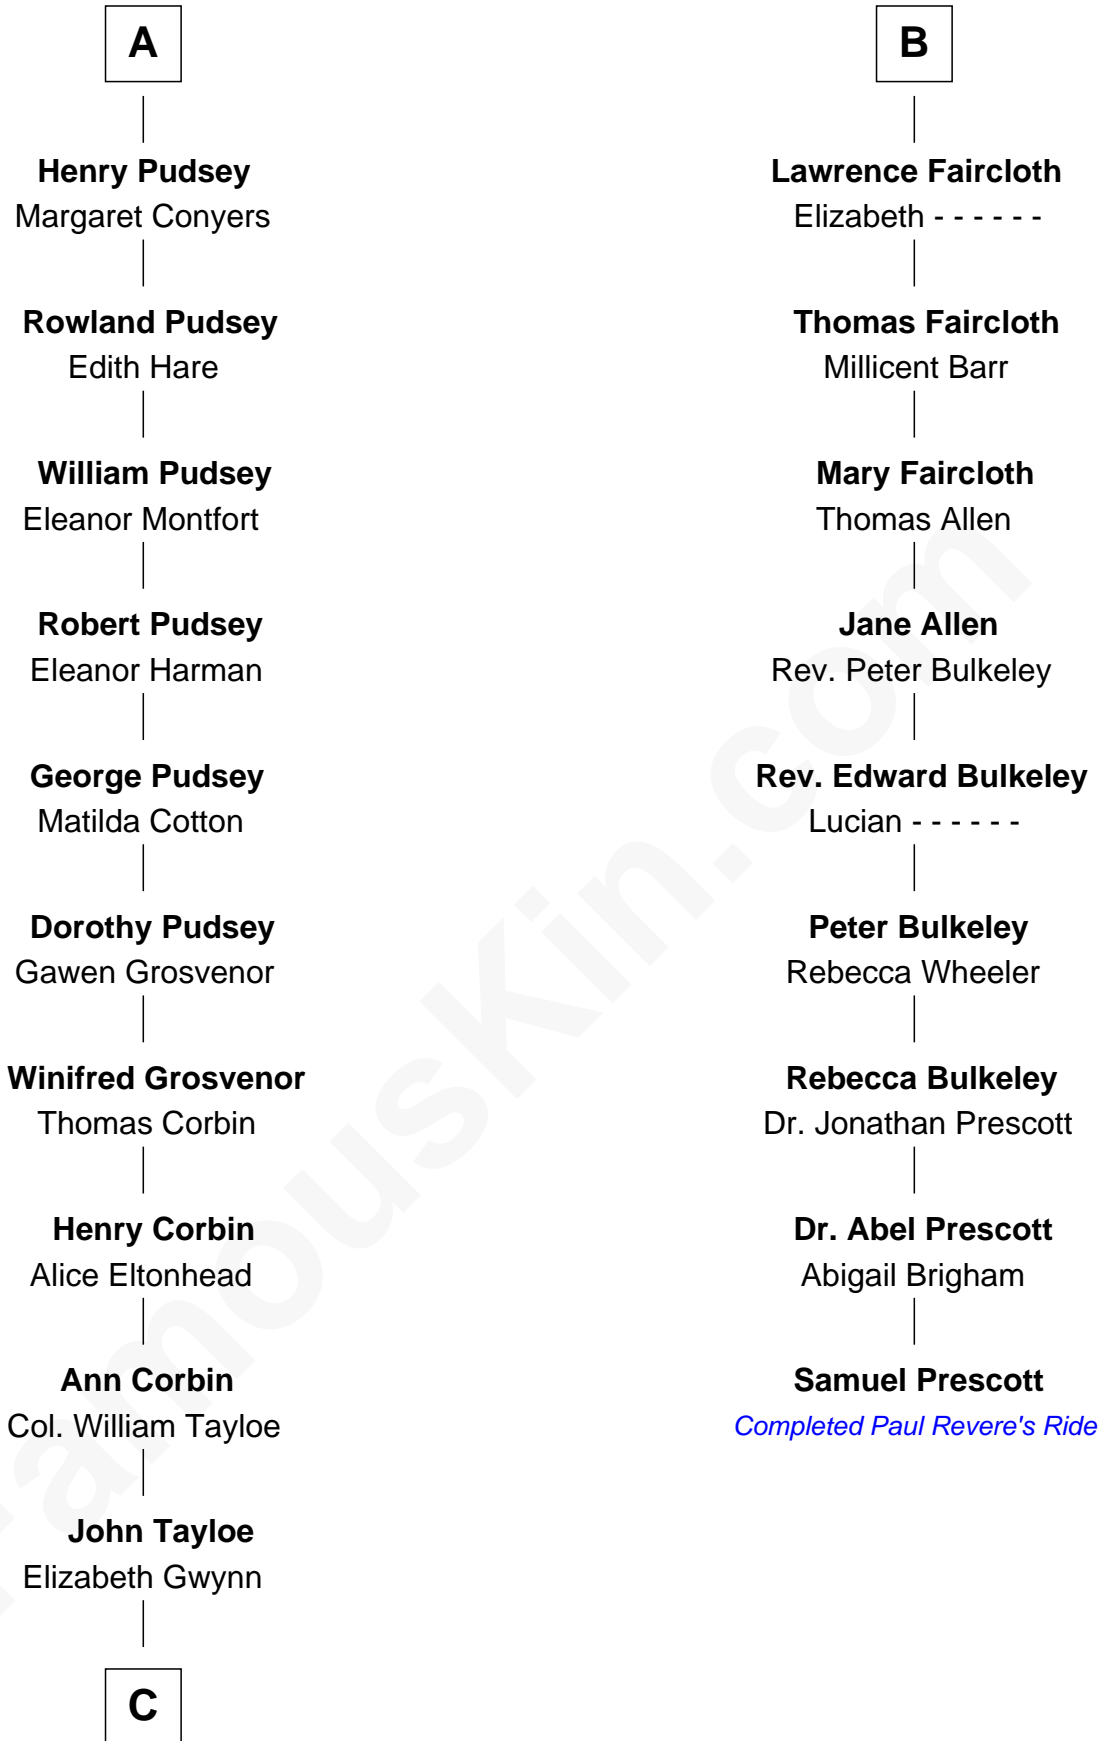 A
Henry Pudsey
Margaret Conyers
Rowland Pudsey
Edith Hare
William Pudsey
Eleanor Montfort
Robert Pudsey
Eleanor Harman
George Pudsey
Matilda Cotton
Dorothy Pudsey
Gawen Grosvenor
Winifred Grosvenor
Thomas Corbin
Henry Corbin
Alice Eltonhead
Ann Corbin
Col. William Tayloe
John Tayloe
Elizabeth Gwynn
C
B
Lawrence Faircloth
Elizabeth - - - - - -
Thomas Faircloth
Millicent Barr
Mary Faircloth
Thomas Allen
Jane Allen
Rev. Peter Bulkeley
Rev. Edward Bulkeley
Lucian - - - - - -
Peter Bulkeley
Rebecca Wheeler
Rebecca Bulkeley
Dr. Jonathan Prescott
Dr. Abel Prescott
Abigail Brigham
Samuel Prescott
Completed Paul Revere's Ride
FamousKin.com